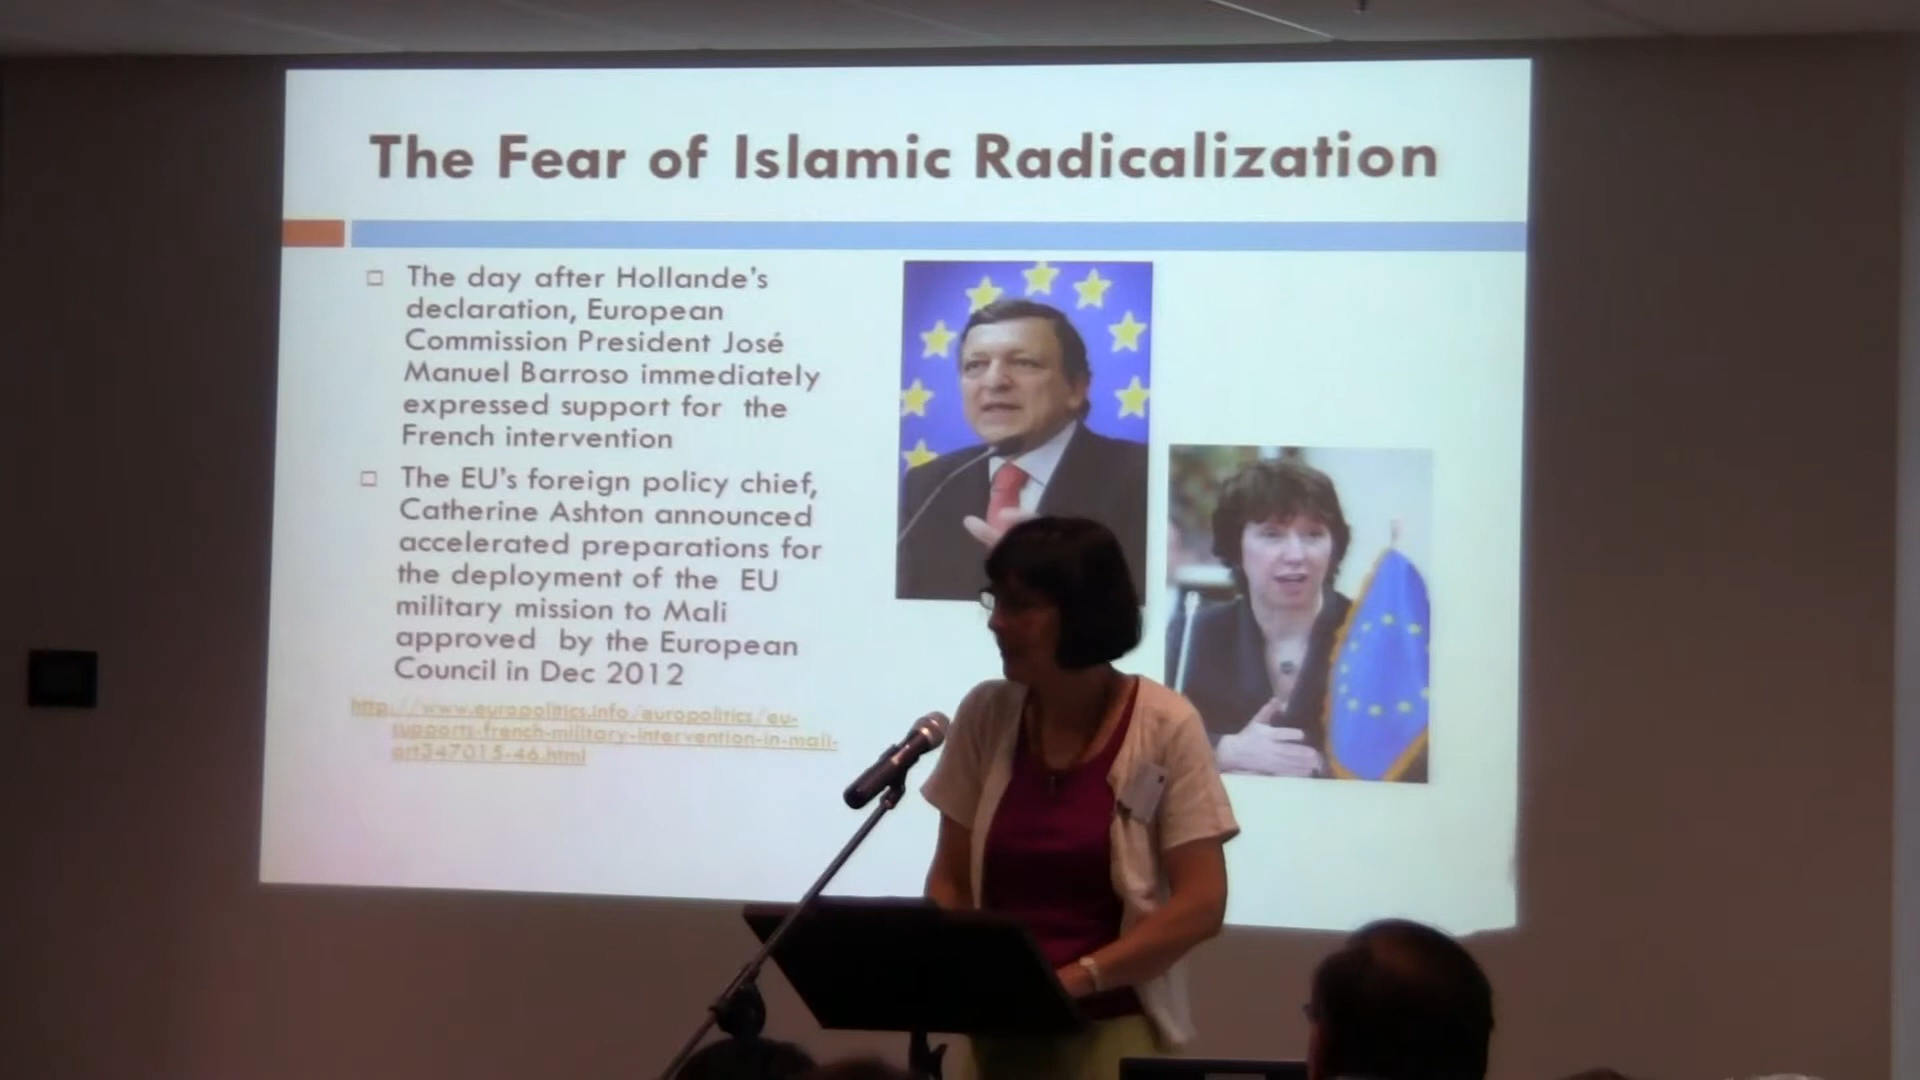 The Fear of Islamic Radicalization
The day after Hollande's
declaration, European
Commission President José
Manuel Barroso immediately
expressed support for the
French intervention
The EU's foreign policy chief,
Catherine Ashton announced
accelerated preparations for
the deployment of the EU
military mission to Mali
approved by the European
Council in Dec 2012
http://www.europolitics.info/europolitics/eu-
supports-french-military-intervention-in-mali-
art347015-46.html